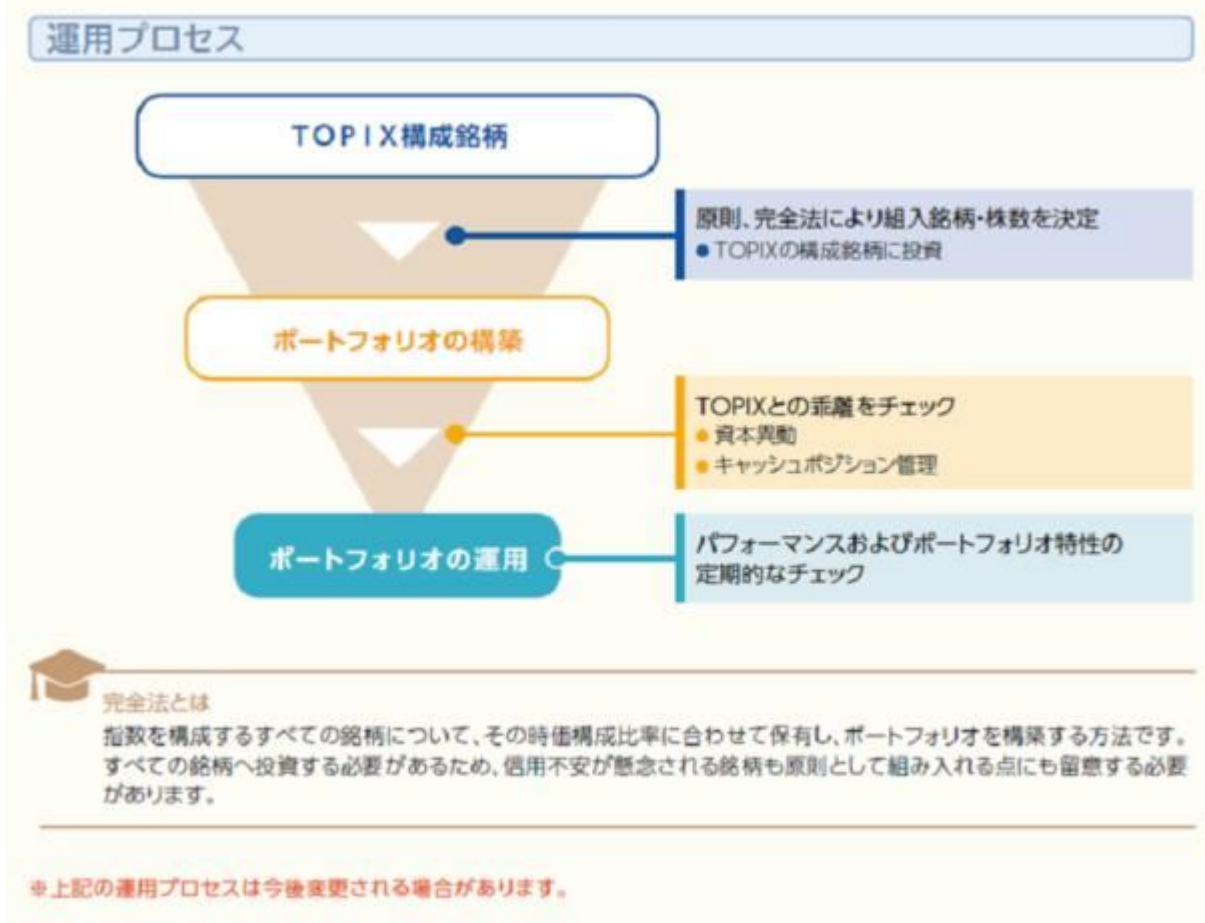 運用プロセス
TOPIX構成銘柄
原則、完全法により組入銘柄・株数を決定
●TOPIXの構成銘柄に投資
ポートフォリオの構築
TOPIXとの乖離をチェック
●資本異動
●キャッシュポジション管理
ポートフォリオの運用
パフォーマンスおよびポートフォリオ特性の
定期的なチェック
完全法とは
指数を構成するすべての銘柄について、その時価構成比率に合わせて保有し、ポートフォリオを構築する方法です。
すべての銘柄へ投資する必要があるため、信用不安が懸念される銘柄も原則として組み入れる点にも留意する必要
があります。
※上記の運用プロセスは今後変更される場合があります。